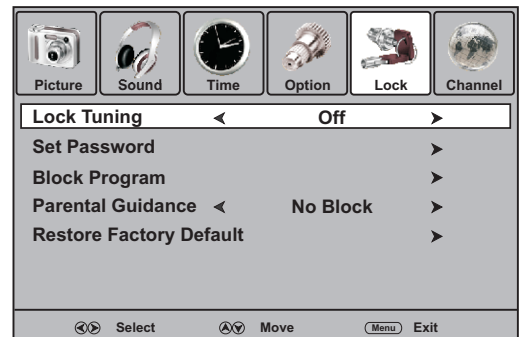 Picture Sound Time Option Lock Channel
Lock Tuning Off
Set Password
Block Program
Parental Guidance No Block
Restore Factory Default
Select Move Menu Exit